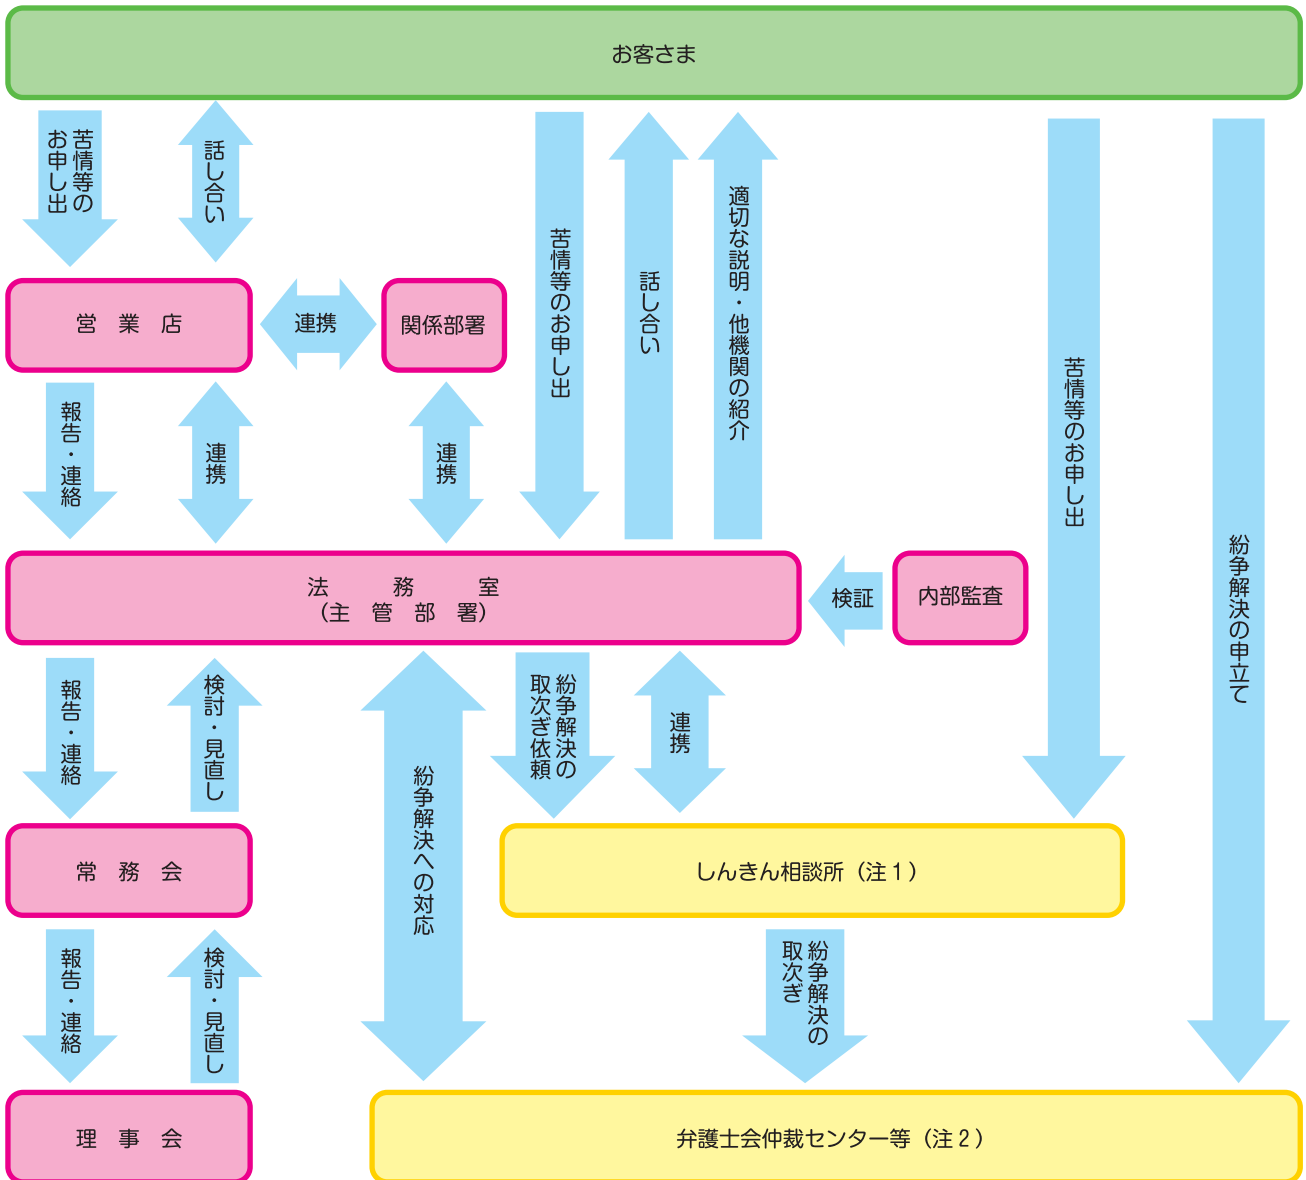 お客さま
苦情等の
お申し出
話し合い
苦情等のお申し出
話し合い
適切な説明・他機関の紹介
苦情等のお申し出
紛争解決の申立て
営　業　店
連携
関係部署
報告・連絡
連携
連携
法　　　務　　　室
（主　管　部　署）
検証
内部監査
報告・連絡
検討・見直し
紛争解決への対応
紛争解決の
取次ぎ依頼
連携
常　務　会
しんきん相談所（注１）
報告・連絡
検討・見直し
紛争解決の
取次ぎ
理　事　会
弁護士会仲裁センター等（注２）